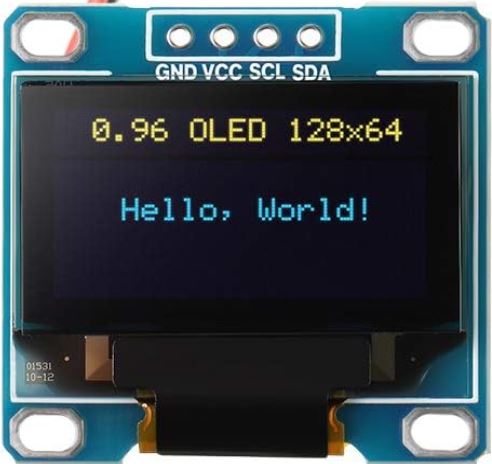 GND VCC SCL SDA
0.96 OLED 128x64
Hello, World!
01531
10-12